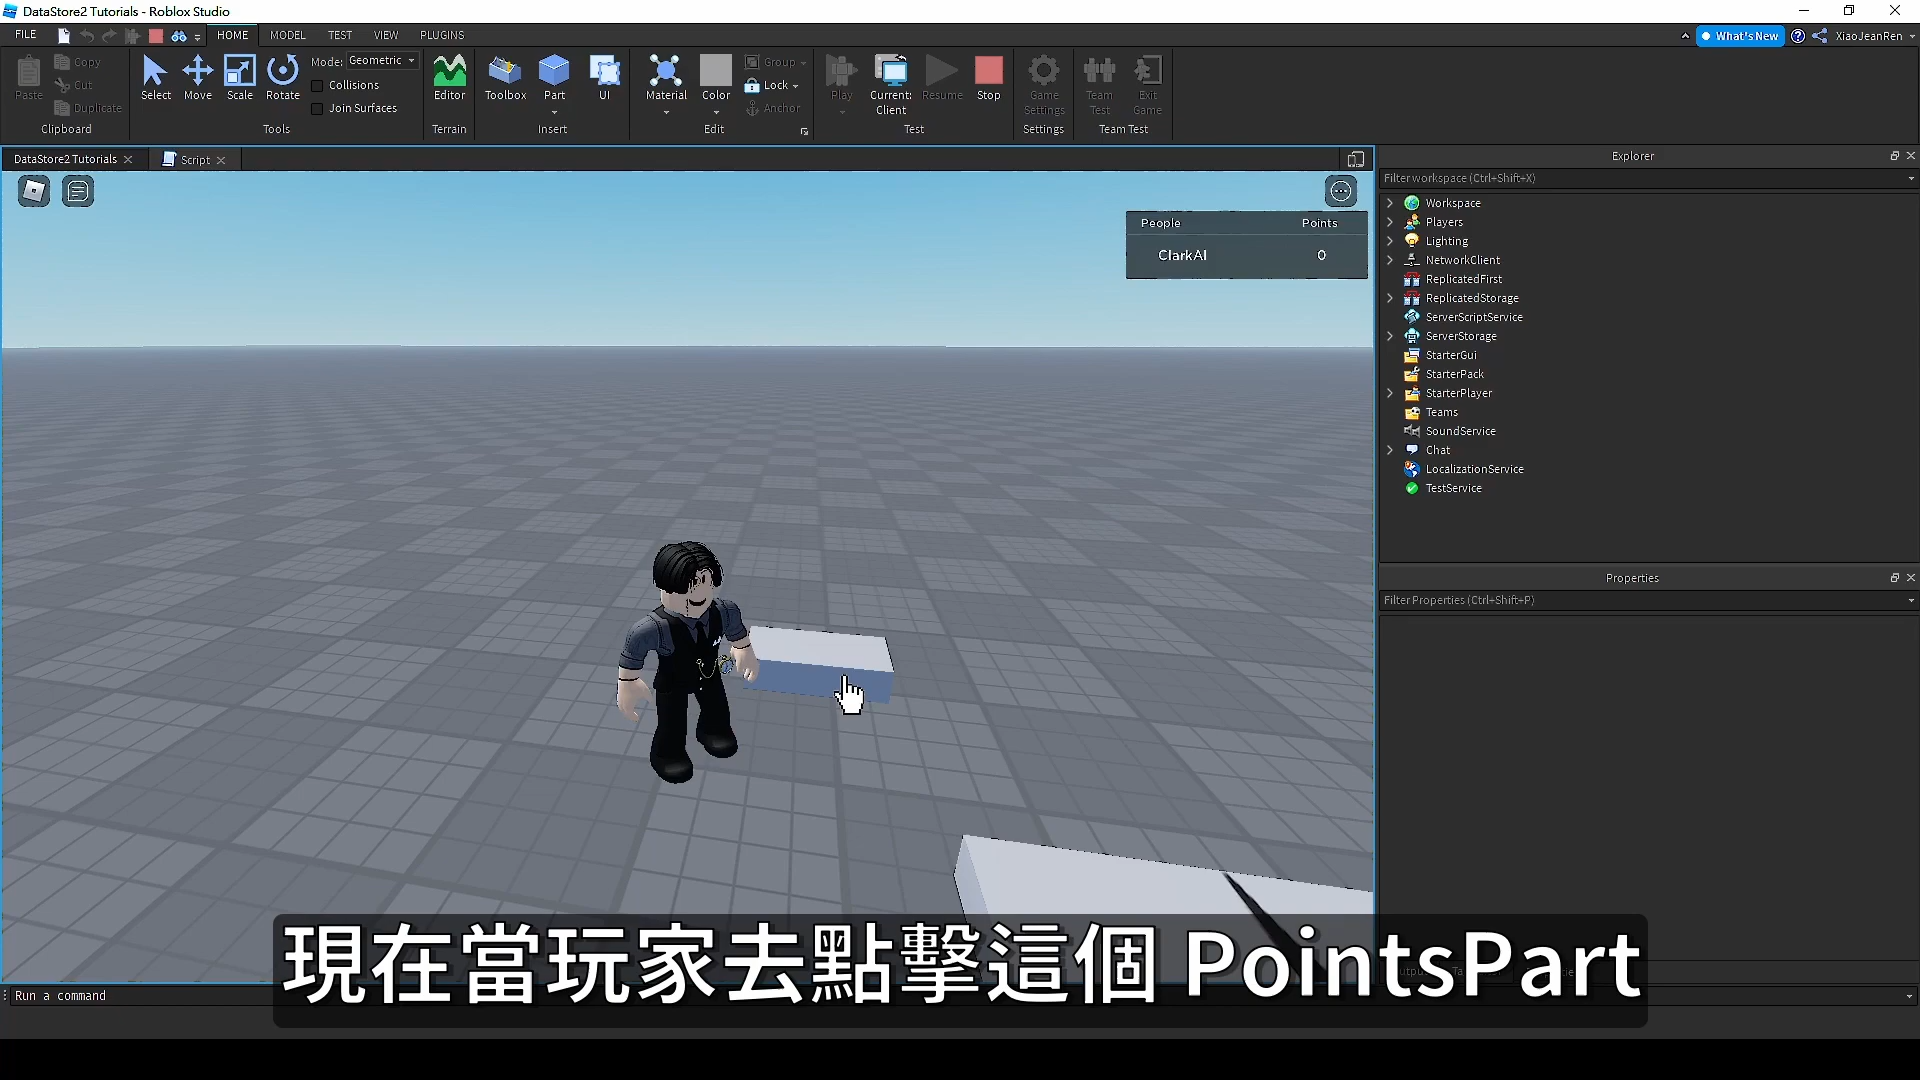 DataStore2 Tutorials - Roblox Studio
FILE
HOME
MODEL
TEST
VIEW
PLUGINS
What's New
XiaoJeanRen
Paste
Copy
Cut
Duplicate
Clipboard
Select
Move
Scale
Rotate
Mode: Geometric
Collisions
Join Surfaces
Tools
Editor
Terrain
Toolbox
Part
UI
Insert
Material
Color
Group
Lock
Anchor
Edit
Play
Current: Client
Resume
Stop
Test
Game Settings
Settings
Team Test
Exit Game
Team Test
DataStore2 Tutorials
Script
People Points
ClarkAI 0
Explorer
Filter workspace (Ctrl+Shift+X)
Workspace
Players
Lighting
NetworkClient
ReplicatedFirst
ReplicatedStorage
ServerScriptService
ServerStorage
StarterGui
StarterPack
StarterPlayer
Teams
SoundService
Chat
LocalizationService
TestService
Properties
Filter Properties (Ctrl+Shift+P)
現在當玩家去點擊這個 PointsPart
Run a command